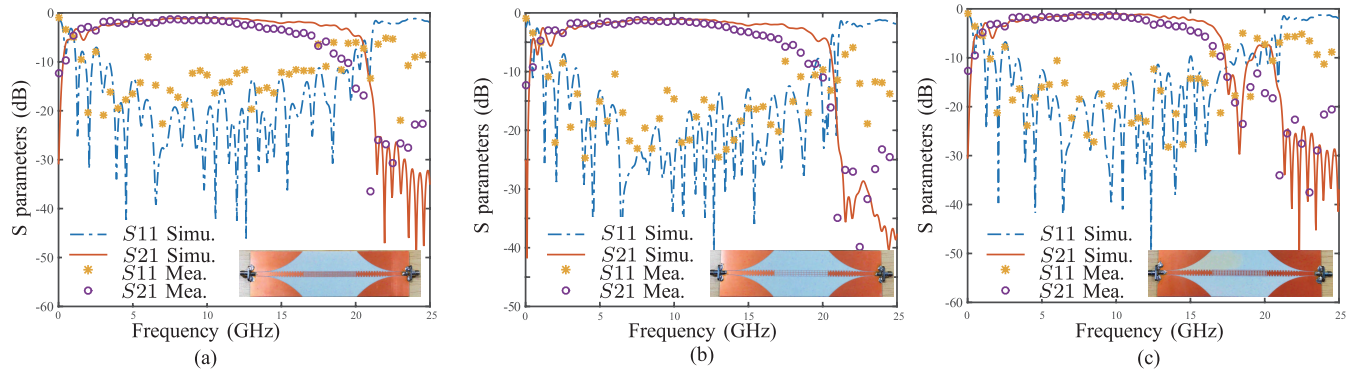 S parameters (dB)
0
-10
-20
-30
-40
-50
-60
S11 Simu.
S21 Simu.
S11 Mea.
S21 Mea.
0 5 10 15 20 25
Frequency (GHz)
(a)
S parameters (dB)
0
-10
-20
-30
-40
-50
S11 Simu.
S21 Simu.
S11 Mea.
S21 Mea.
0 5 10 15 20 25
Frequency (GHz)
(b)
S parameters (dB)
0
-10
-20
-30
-40
-50
-60
S11 Simu.
S21 Simu.
S11 Mea.
S21 Mea.
0 5 10 15 20 25
Frequency (GHz)
(c)